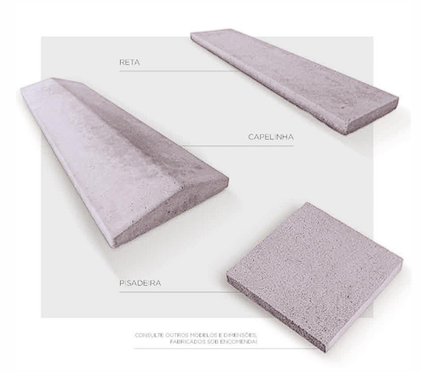 RETA
CAPELINHA
PISADEIRA
CONSULTE OUTROS MODELOS E DIMENSÕES,
FABRICADOS SOB ENCOMENDA!